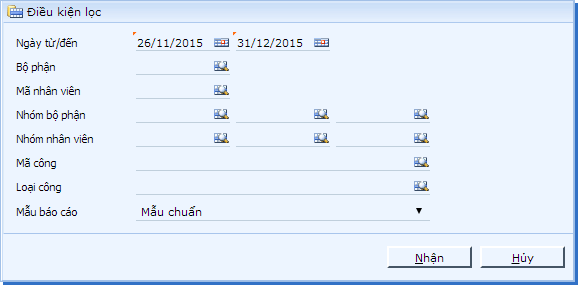 Điều kiện lọc
Ngày từ/đến 26/11/2015 31/12/2015
Bộ phận
Mã nhân viên
Nhóm bộ phận
Nhóm nhân viên
Mã công
Loại công
Mẫu báo cáo Mẫu chuẩn
Nhận Hủy